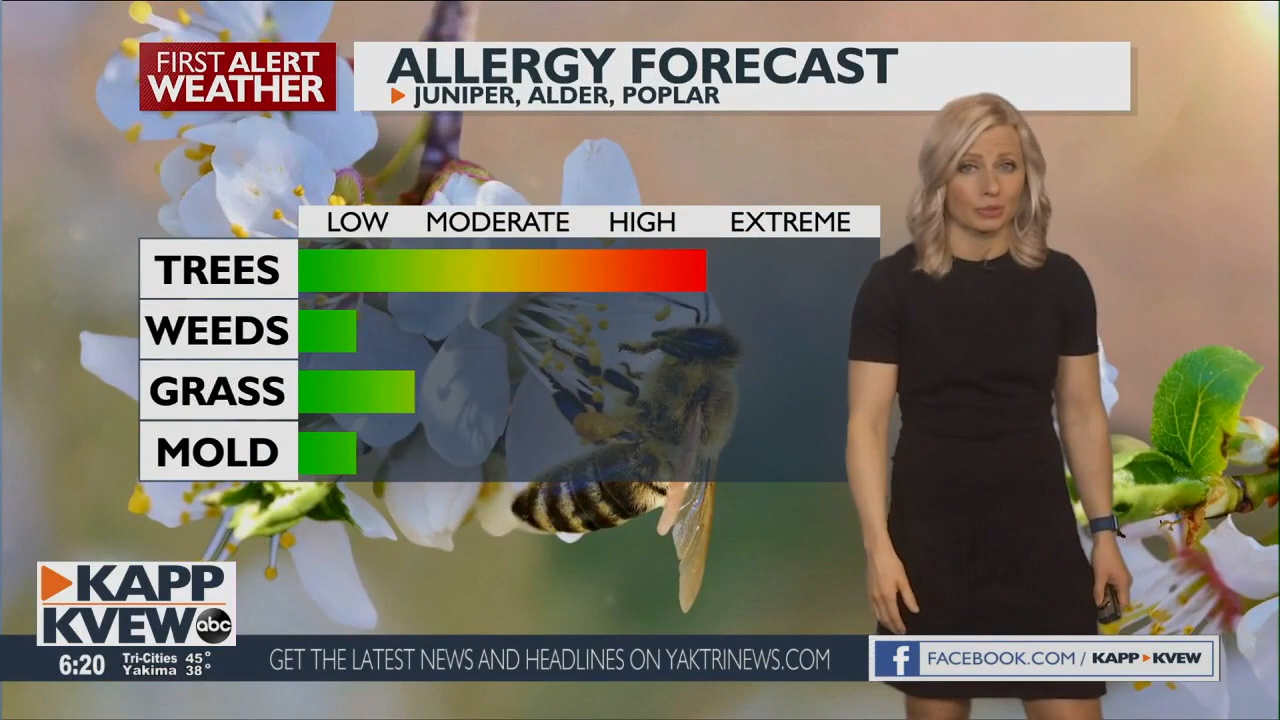 FIRST ALERT
WEATHER
ALLERGY FORECAST
JUNIPER, ALDER, POPLAR
LOW MODERATE HIGH EXTREME
TREES
WEEDS
GRASS
MOLD
KAPP
KVEW abc
6:20 Tri-Cities 45°
Yakima 38°
GET THE LATEST NEWS AND HEADLINES ON YAKTRINEWS.COM
f FACEBOOK.COM / KAPP KVEW